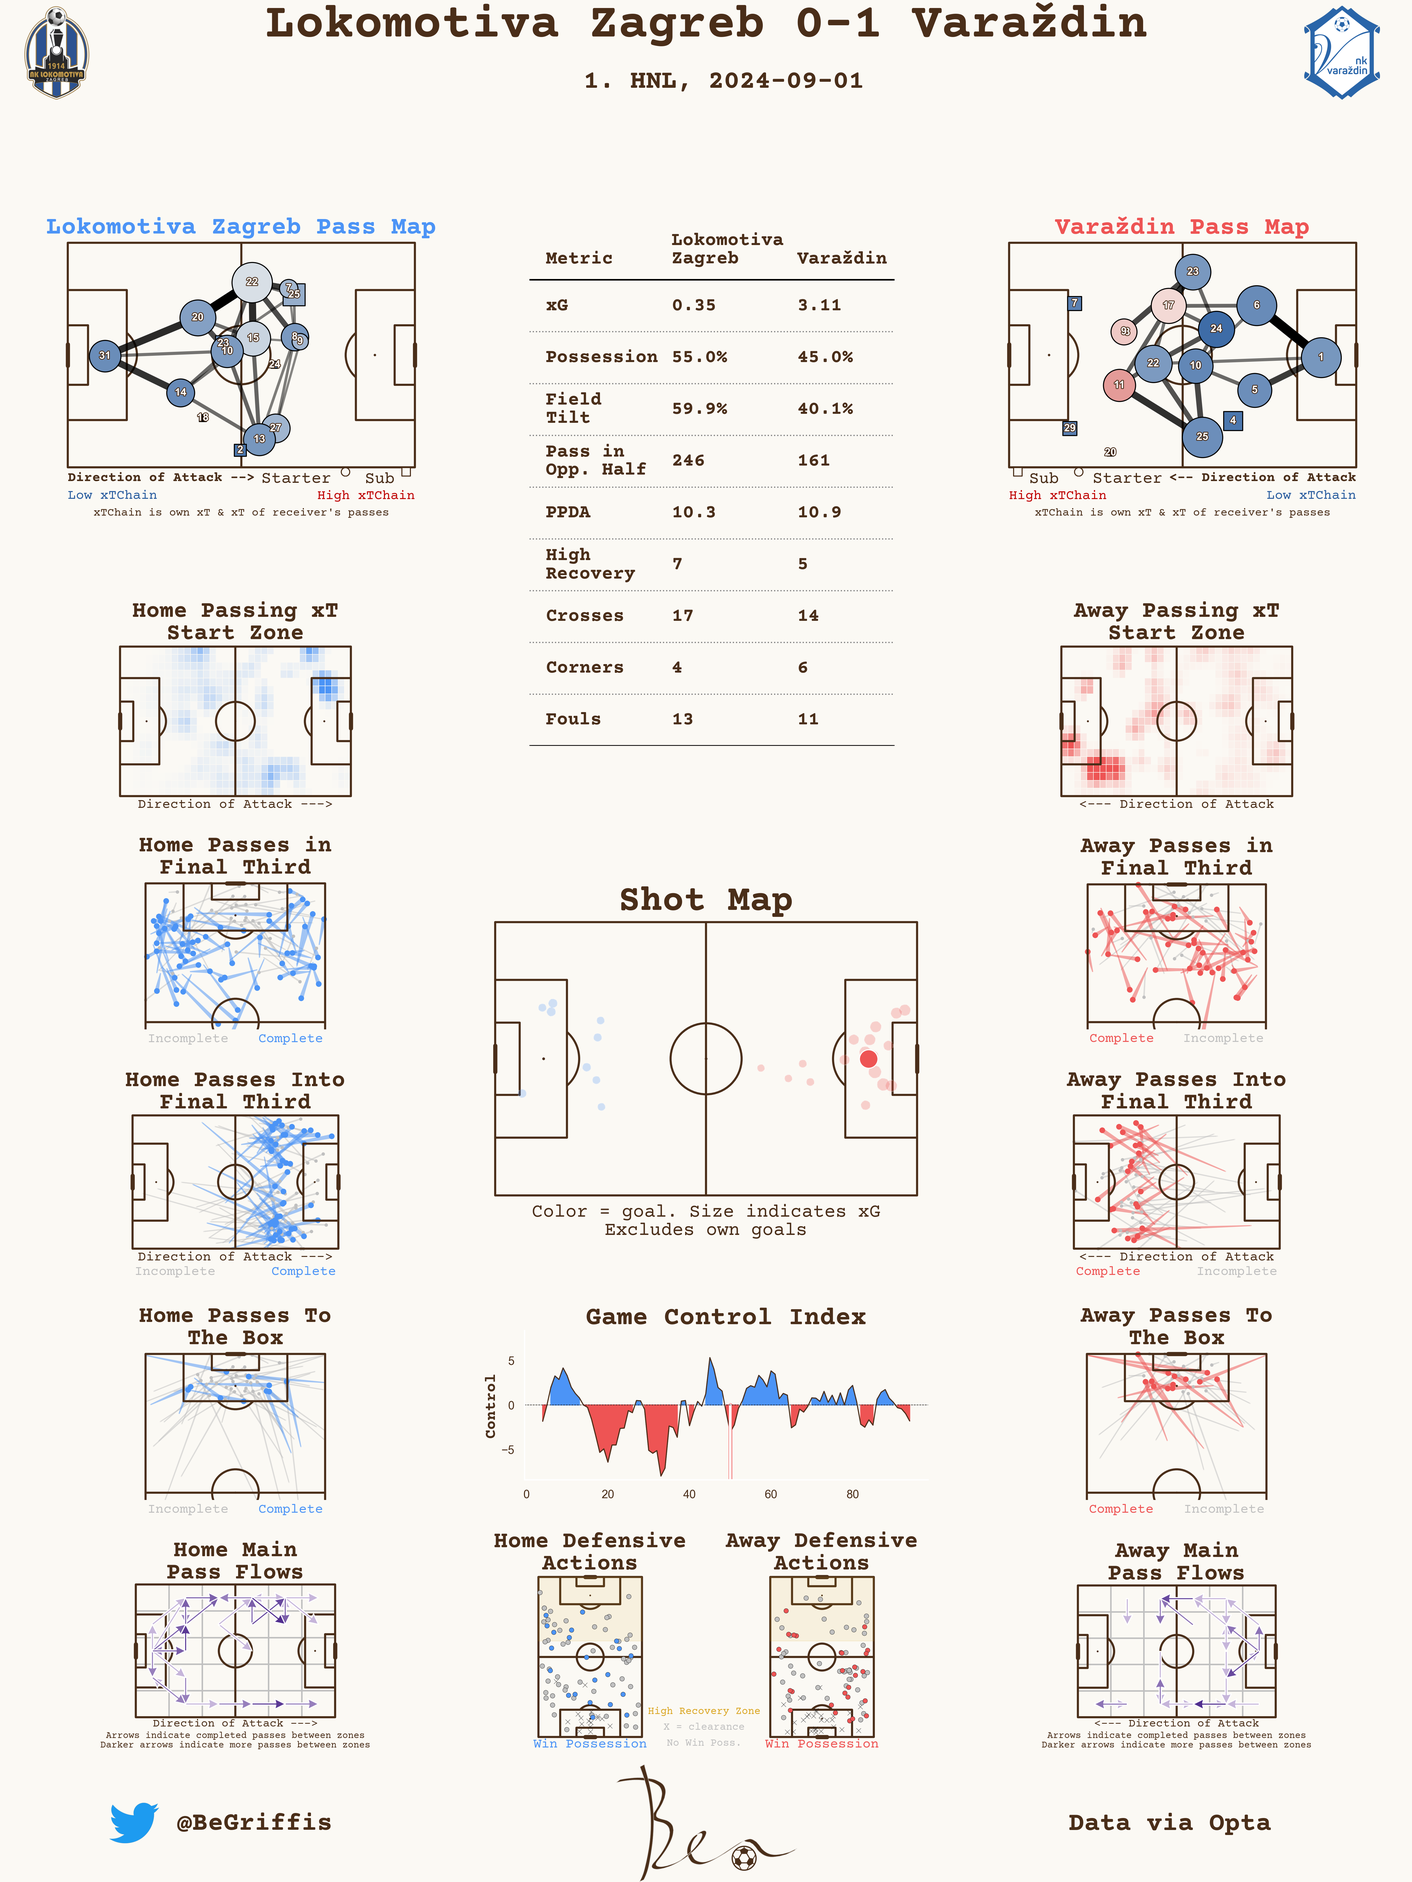 Lokomotiva Zagreb 0-1 Varaždin
1. HNL, 2024-09-01
1914
NK LOKOMOTIVA
ZAGREB
nk
varaždin
Lokomotiva Zagreb Pass Map
22
7
25
20
15
8
9
23
10
31
24
14
18
27
13
2
Direction of Attack --> Starter Sub
Low xTChain High xTChain
xTChain is own xT & xT of receiver's passes
Metric Lokomotiva Zagreb Varaždin
xG 0.35 3.11
Possession 55.0% 45.0%
Field Tilt 59.9% 40.1%
Pass in Opp. Half 246 161
PPDA 10.3 10.9
High Recovery 7 5
Crosses 17 14
Corners 4 6
Fouls 13 11
Varaždin Pass Map
23
7
17
6
24
22
10
1
11
5
4
29
25
20
Sub Starter <-- Direction of Attack
High xTChain Low xTChain
xTChain is own xT & xT of receiver's passes
Home Passing xT
Start Zone
Direction of Attack --->
Away Passing xT
Start Zone
<--- Direction of Attack
Home Passes in
Final Third
Incomplete Complete
Away Passes in
Final Third
Complete Incomplete
Shot Map
Color = goal. Size indicates xG
Excludes own goals
Home Passes Into
Final Third
Direction of Attack --->
Incomplete Complete
Away Passes Into
Final Third
<--- Direction of Attack
Complete Incomplete
Home Passes To
The Box
Incomplete Complete
Game Control Index
Control
5
0
−5
0 20 40 60 80
Away Passes To
The Box
Complete Incomplete
Home Main
Pass Flows
Direction of Attack --->
Arrows indicate completed passes between zones
Darker arrows indicate more passes between zones
Home Defensive
Actions
Win Possession
Away Defensive
Actions
Win Possession
High Recovery Zone
X = clearance
No Win Poss.
Away Main
Pass Flows
<--- Direction of Attack
Arrows indicate completed passes between zones
Darker arrows indicate more passes between zones
@BeGriffis
Ben
Data via Opta